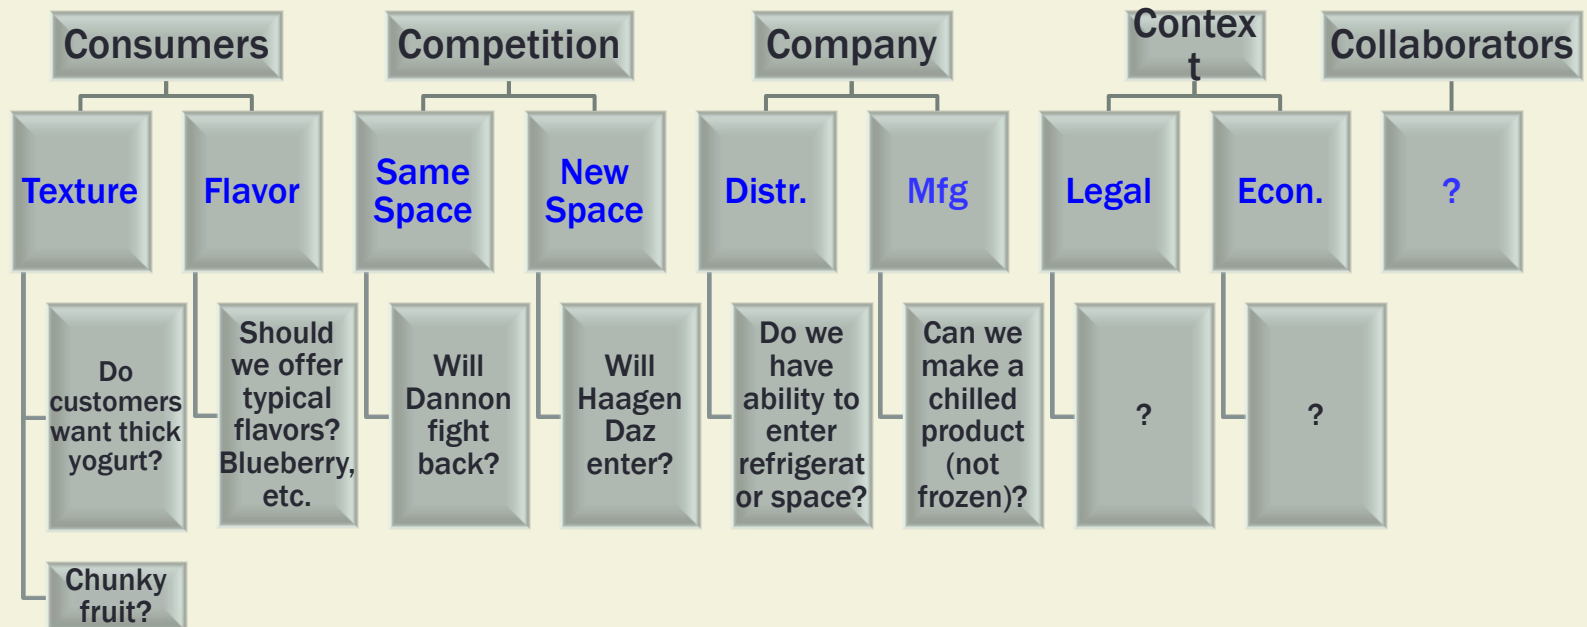 Consumers
Competition
Company
Contex
t
Collaborators
Texture
Flavor
Same
Space
New
Space
Distr.
Mfg
Legal
Econ.
?
Do
customers
want thick
yogurt?
Should
we offer
typical
flavors?
Blueberry,
etc.
Will
Dannon
fight
back?
Will
Haagen
Daz
enter?
Do we
have
ability to
enter
refrigerat
or space?
Can we
make a
chilled
product
(not
frozen)?
?
?
Chunky
fruit?